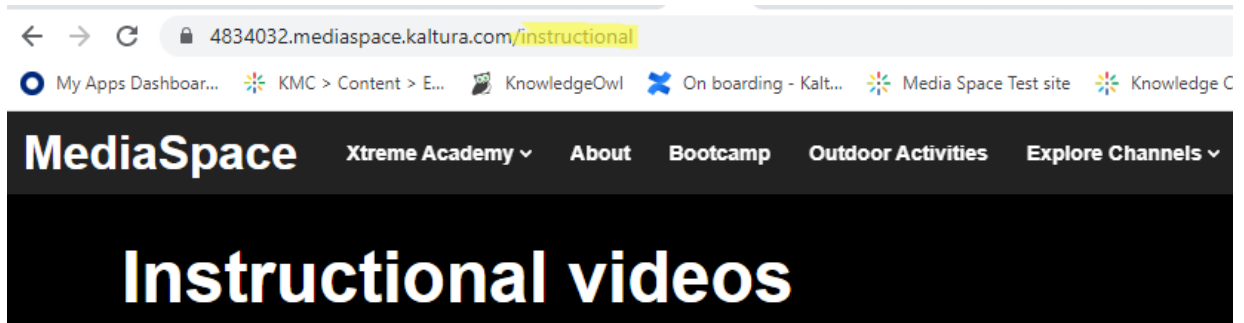 4834032.mediaspace.kaltura.com/instructional
My Apps Dashboar... KMC > Content > E... KnowledgeOwl On boarding - Kalt... Media Space Test site Knowledge C
MediaSpace Xtreme Academy About Bootcamp Outdoor Activities Explore Channels
Instructional videos